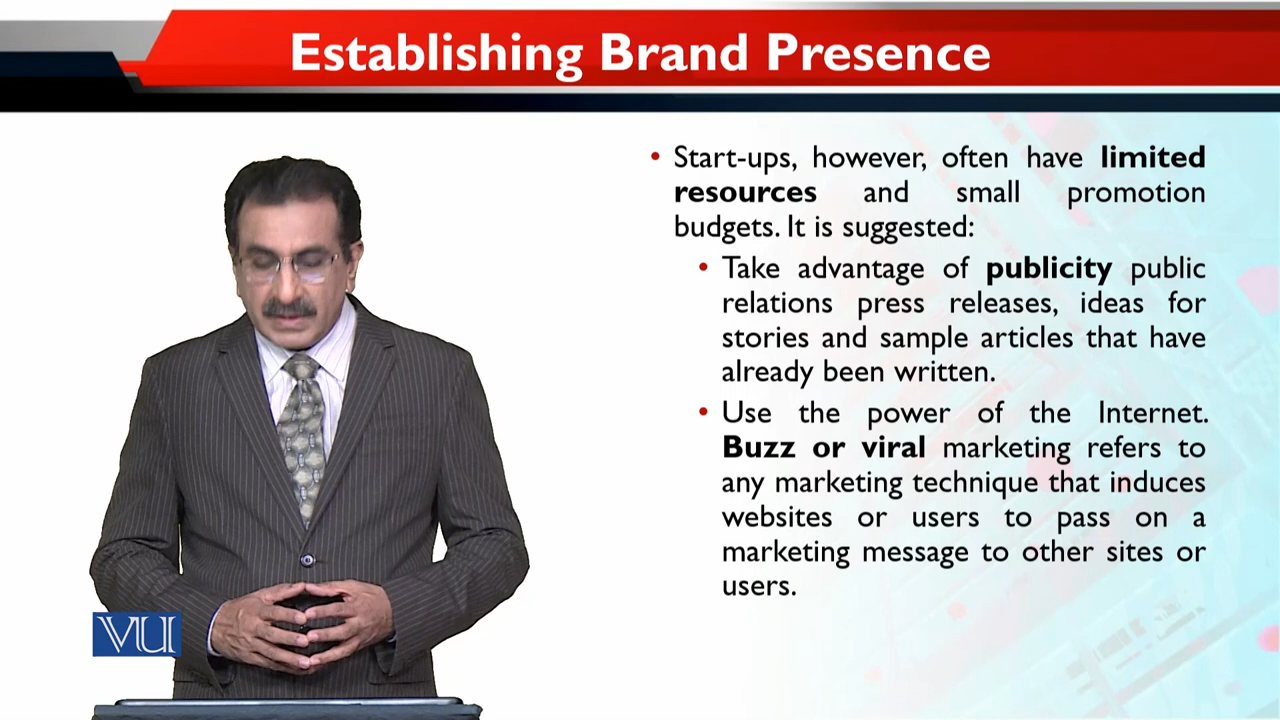 Establishing Brand Presence
• Start-ups, however, often have limited
resources and small promotion
budgets. It is suggested:
• Take advantage of publicity public
relations press releases, ideas for
stories and sample articles that have
already been written.
• Use the power of the Internet.
Buzz or viral marketing refers to
any marketing technique that induces
websites or users to pass on a
marketing message to other sites or
users.
VU